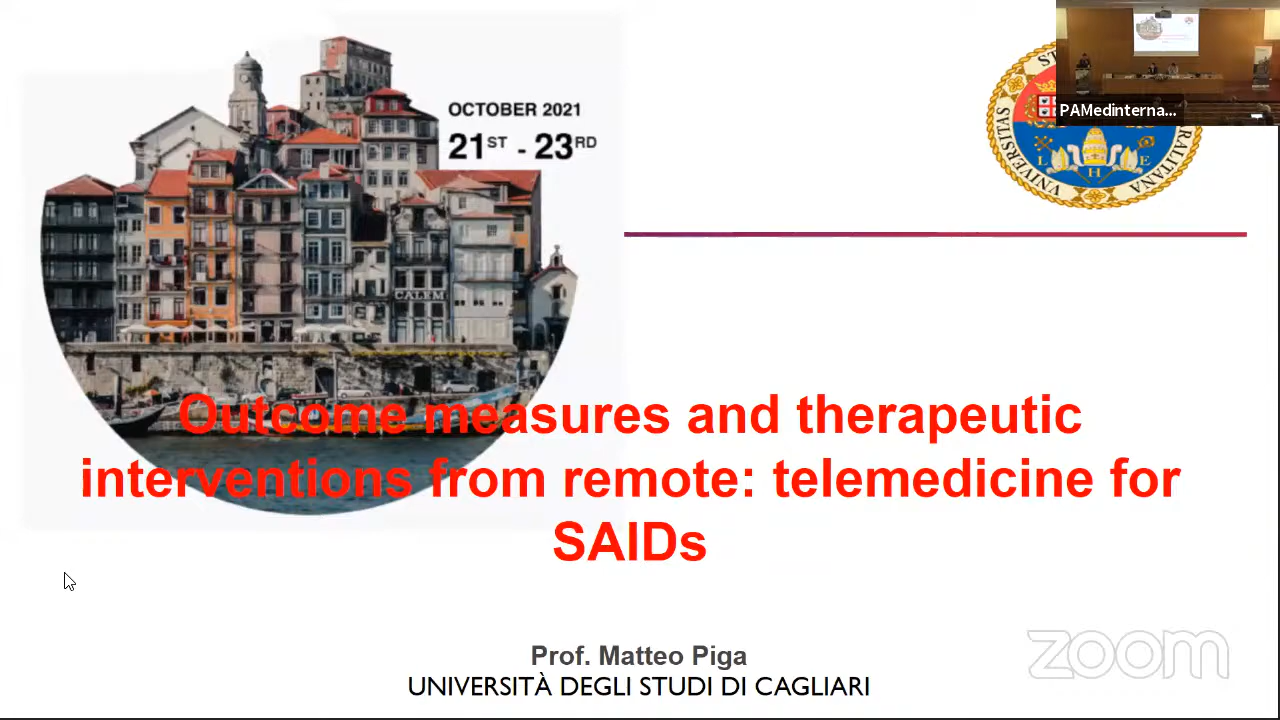 OCTOBER 2021
21ST - 23RD
PAMedinterna...
CALEM
Outcome measures and therapeutic
interventions from remote: telemedicine for
SAIDs
Prof. Matteo Piga
UNIVERSITÀ DEGLI STUDI DI CAGLIARI
zoom